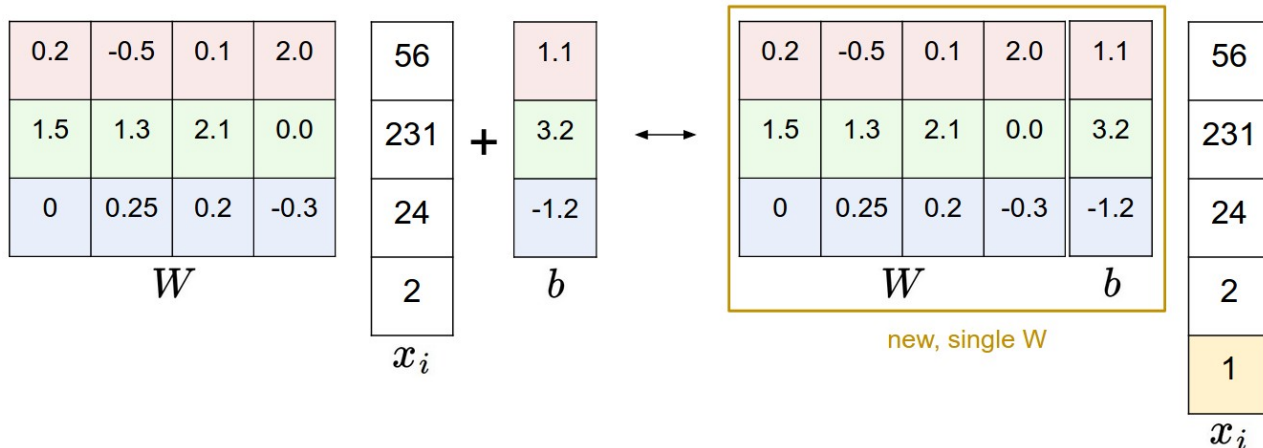 0.2 -0.5 0.1 2.0 56 1.1 0.2 -0.5 0.1 2.0 1.1 56
1.5 1.3 2.1 0.0 231 + 3.2 ↔ 1.5 1.3 2.1 0.0 3.2 231
0 0.25 0.2 -0.3 24 -1.2 0 0.25 0.2 -0.3 -1.2 24
W 2 b W b 2
new, single W
x_i 1
x_i